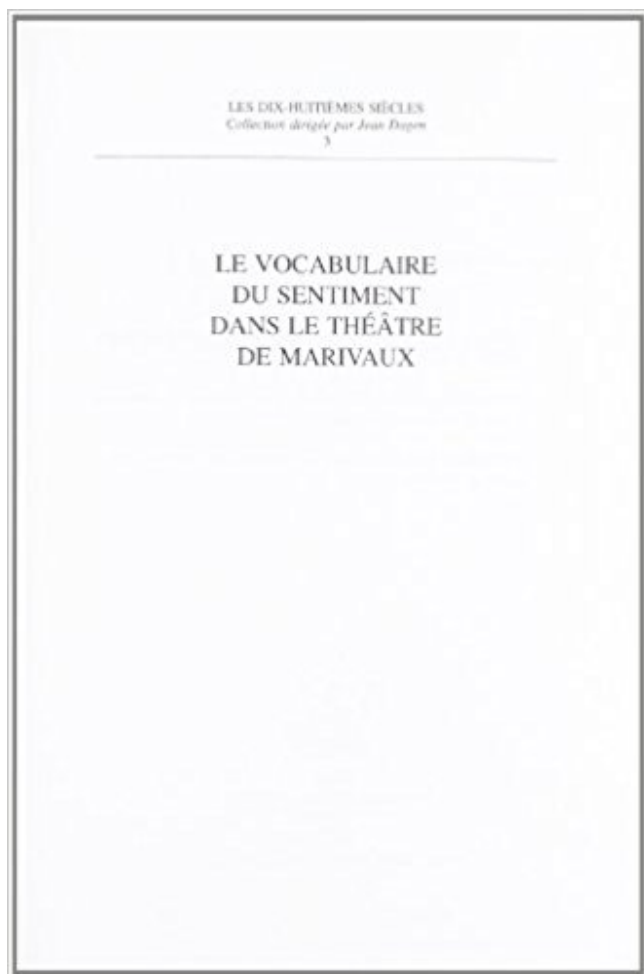 LES DIX-HUITIÈMES SIÈCLES
Collection dirigée par Jean Dagen
3
LE VOCABULAIRE
DU SENTIMENT
DANS LE THÉÂTRE
DE MARIVAUX